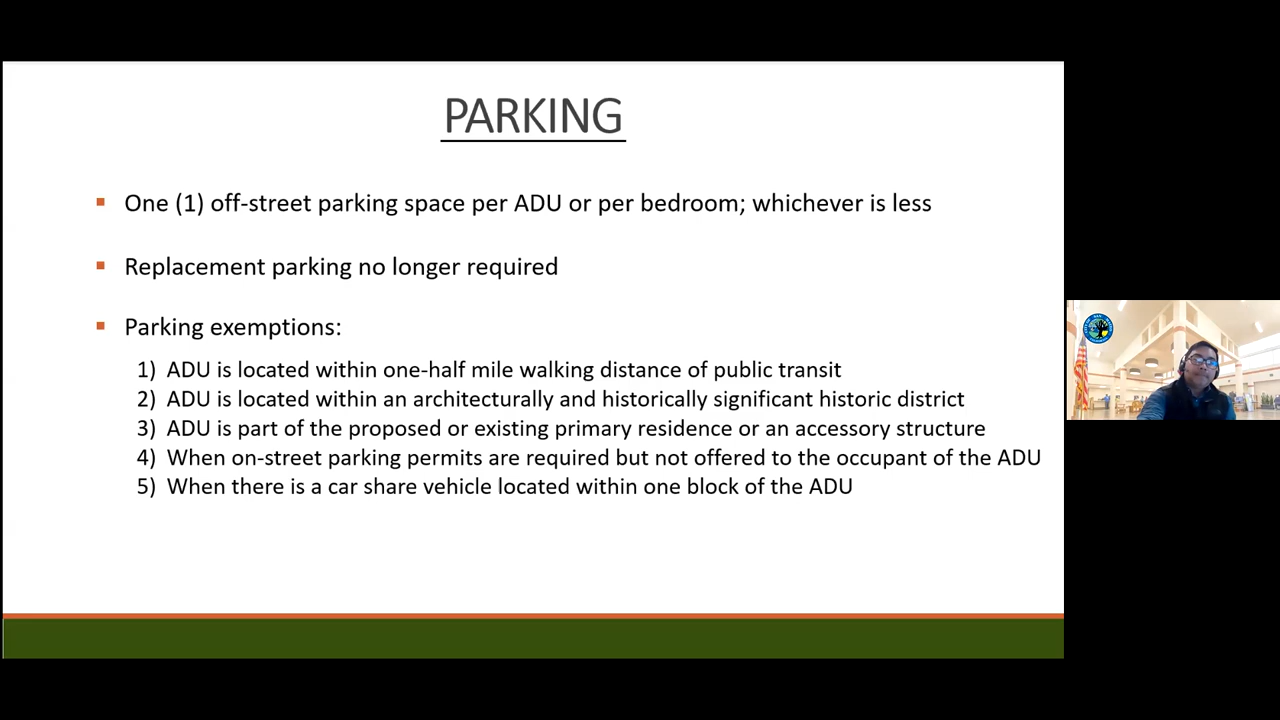 PARKING
One (1) off-street parking space per ADU or per bedroom; whichever is less
Replacement parking no longer required
Parking exemptions:
1) ADU is located within one-half mile walking distance of public transit
2) ADU is located within an architecturally and historically significant historic district
3) ADU is part of the proposed or existing primary residence or an accessory structure
4) When on-street parking permits are required but not offered to the occupant of the ADU
5) When there is a car share vehicle located within one block of the ADU